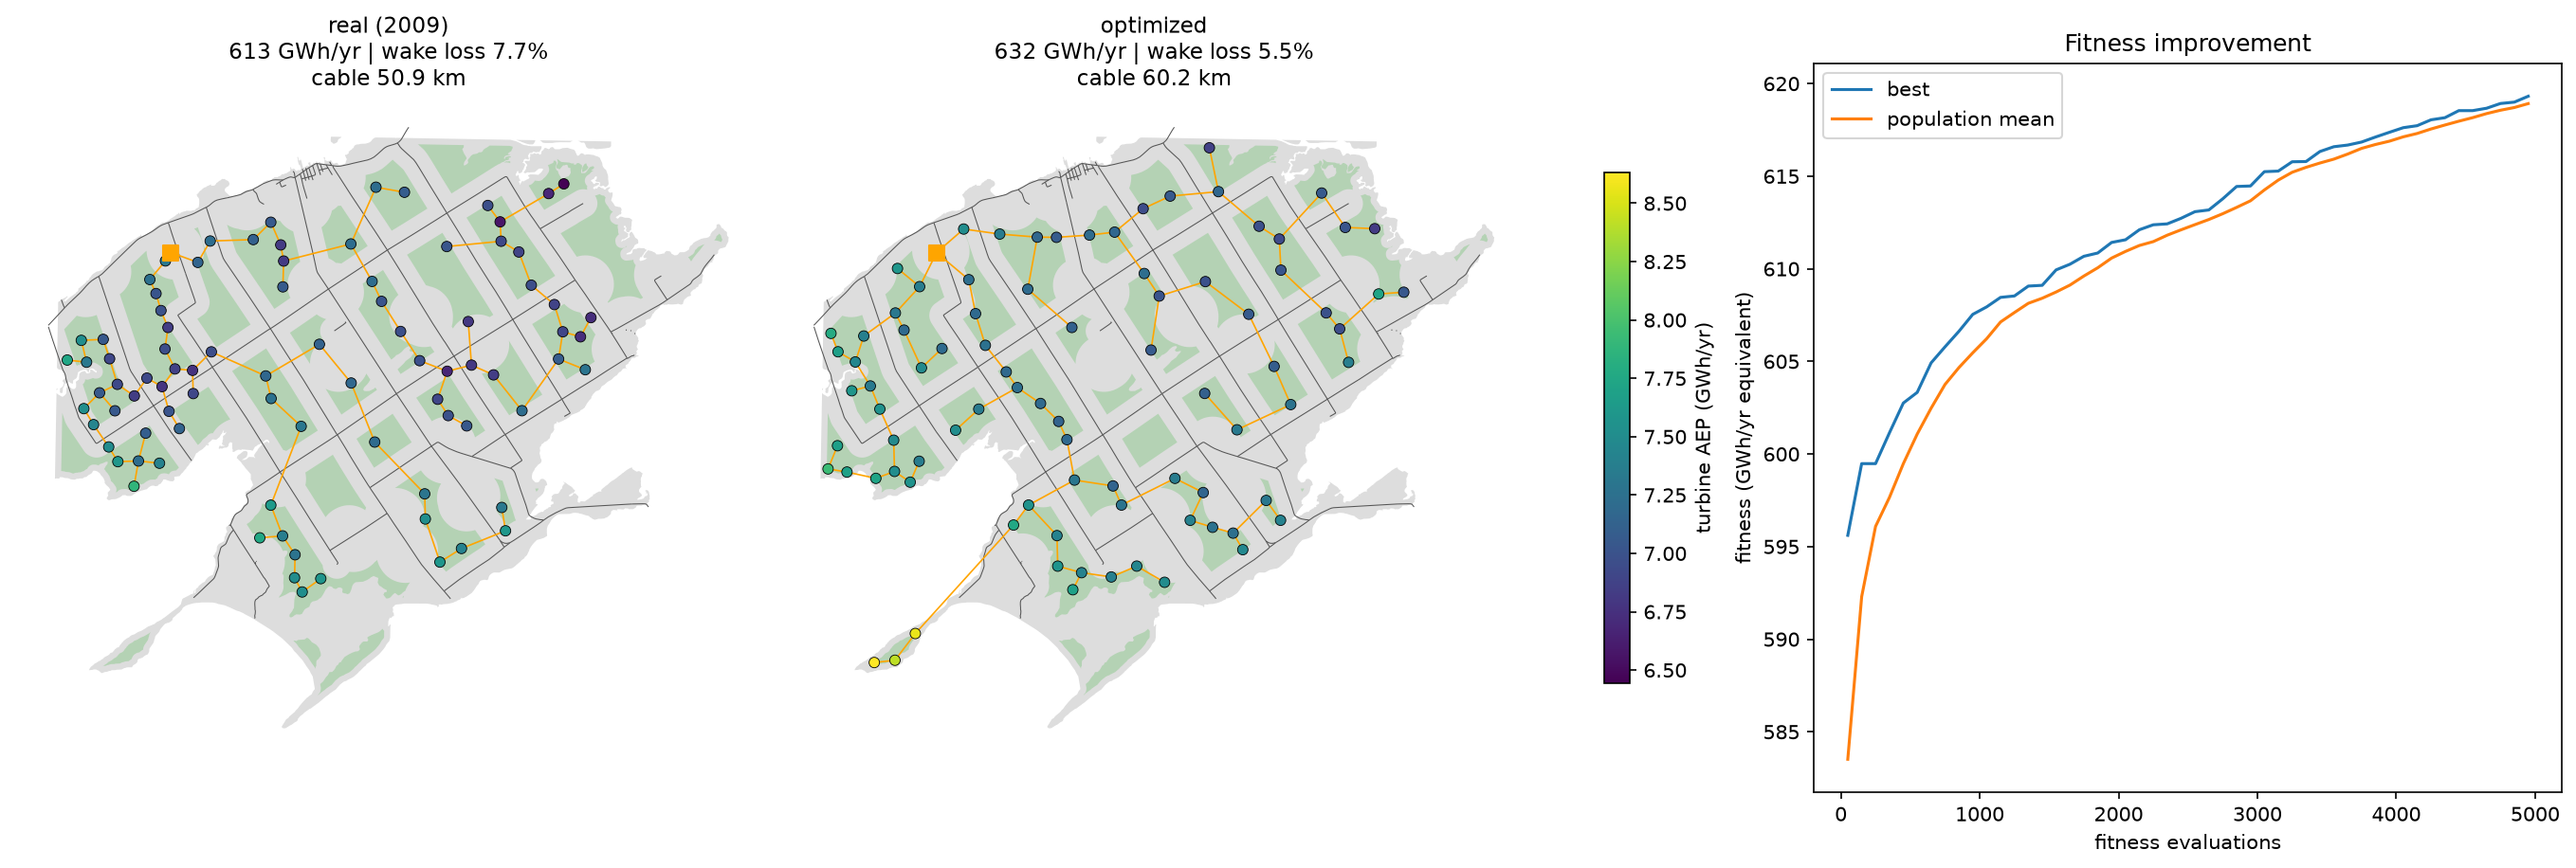 real (2009)
613 GWh/yr | wake loss 7.7%
cable 50.9 km
optimized
632 GWh/yr | wake loss 5.5%
cable 60.2 km
8.50
8.25
8.00
7.75
7.50
7.25
7.00
6.75
6.50
turbine AEP (GWh/yr)
Fitness improvement
best
population mean
620
615
610
605
600
595
590
585
fitness (GWh/yr equivalent)
0
1000
2000
3000
4000
5000
fitness evaluations